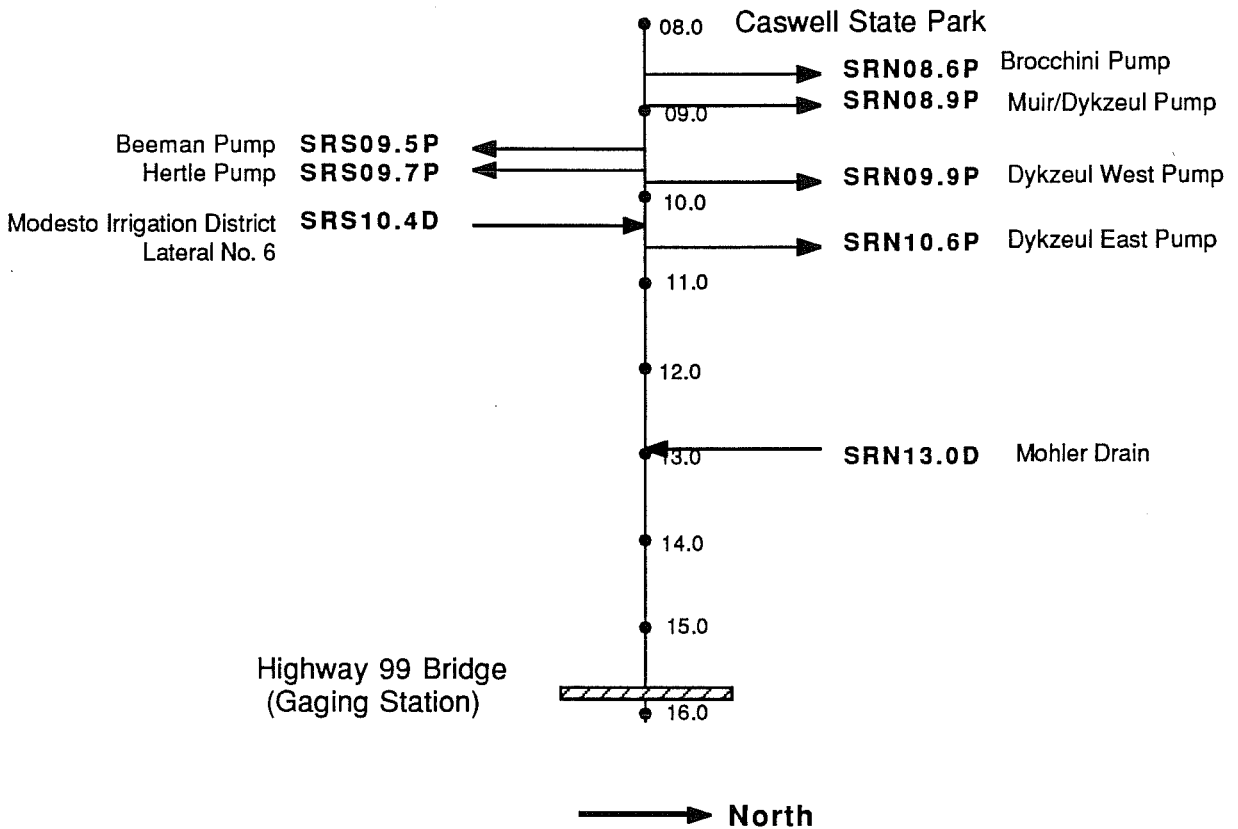 08.0 Caswell State Park
SRN08.6P Brocchini Pump
SRN08.9P Muir/Dykzeul Pump
09.0
Beeman Pump SRS09.5P
Hertle Pump SRS09.7P
SRN09.9P Dykzeul West Pump
10.0
Modesto Irrigation District SRS10.4D
Lateral No. 6
SRN10.6P Dykzeul East Pump
11.0
12.0
13.0 SRN13.0D Mohler Drain
14.0
15.0
Highway 99 Bridge
(Gaging Station)
16.0
North